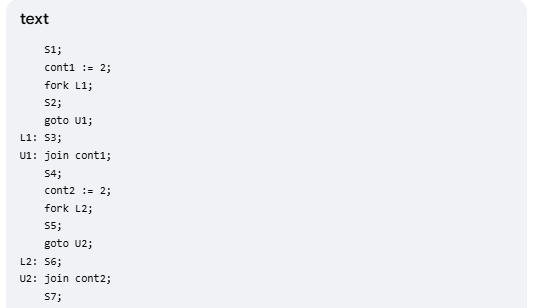 text
S1;
cont1 := 2;
fork L1;
S2;
goto U1;
L1: S3;
U1: join cont1;
S4;
cont2 := 2;
fork L2;
S5;
goto U2;
L2: S6;
U2: join cont2;
S7;